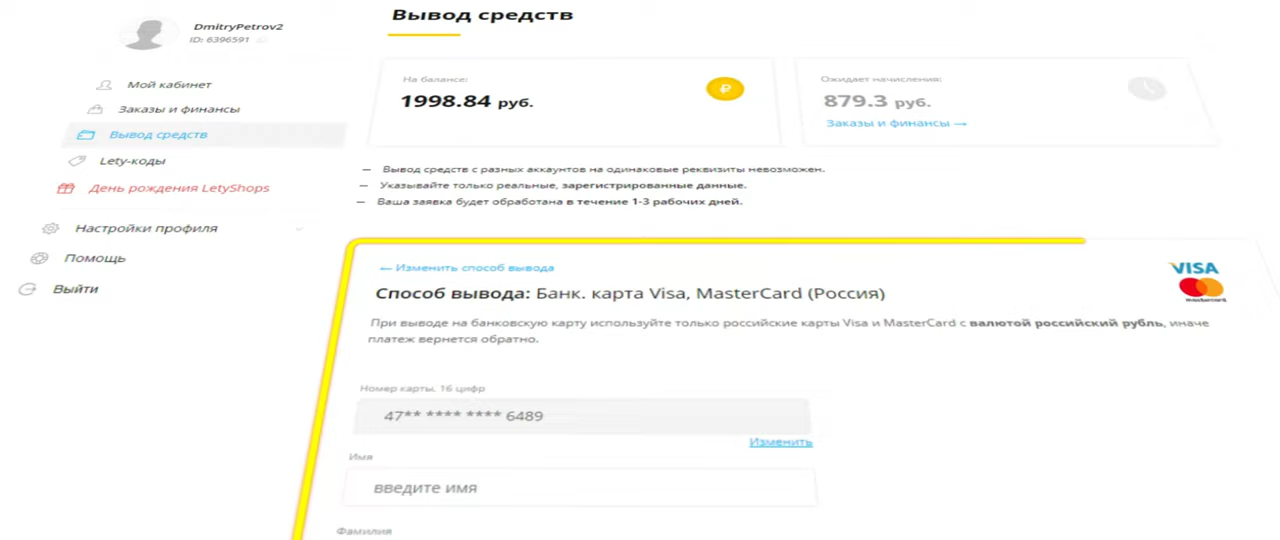 DmitryPetrov2
ID: 6396591
Мой кабинет
Заказы и финансы
Вывод средств
Lety-коды
День рождения LetyShops
Настройки профиля
Помощь
Выйти
Вывод средств
На балансе:
1998.84 руб.
₽
Ожидает начисления:
879.3 руб.
Заказы и финансы →
— Вывод средств с разных аккаунтов на одинаковые реквизиты невозможен.
— Указывайте только реальные, зарегистрированные данные.
— Ваша заявка будет обработана в течение 1-3 рабочих дней.
← Изменить способ вывода
VISA
MasterCard
Способ вывода: Банк. карта Visa, MasterCard (Россия)
При выводе на банковскую карту используйте только российские карты Visa и MasterCard с валютой российский рубль, иначе
платеж вернется обратно.
Номер карты, 16 цифр
47** **** **** 6489
Изменить
Имя
введите имя
Фамилия